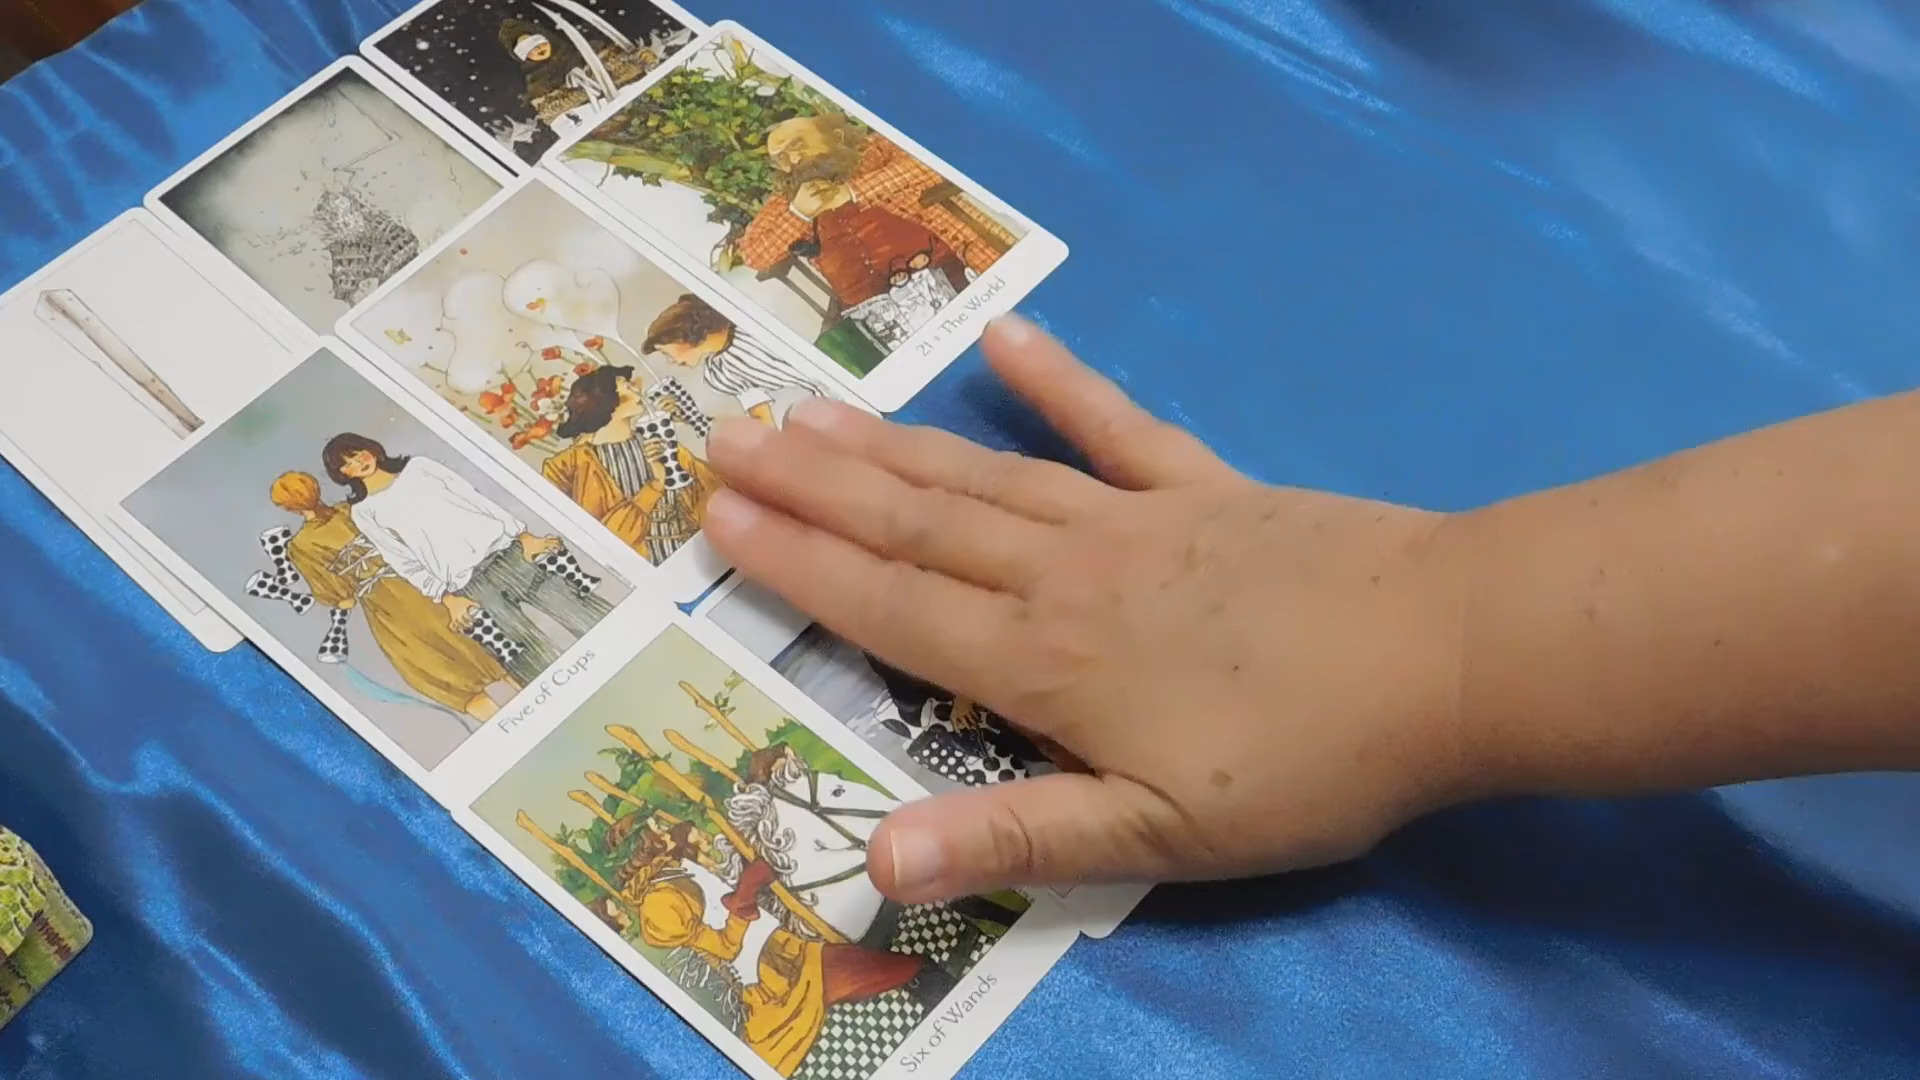 21 • The World
Five of Cups
Six of Wands